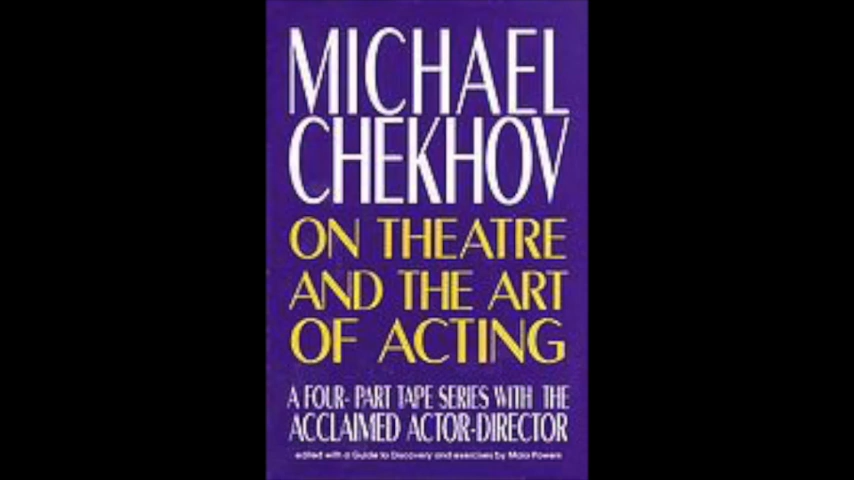 MICHAEL
CHEKHOV
ON THEATRE
AND THE ART
OF ACTING
A FOUR- PART TAPE SERIES WITH THE
ACCLAIMED ACTOR-DIRECTOR
edited with a Guide to Discovery and exercises by Mala Powers